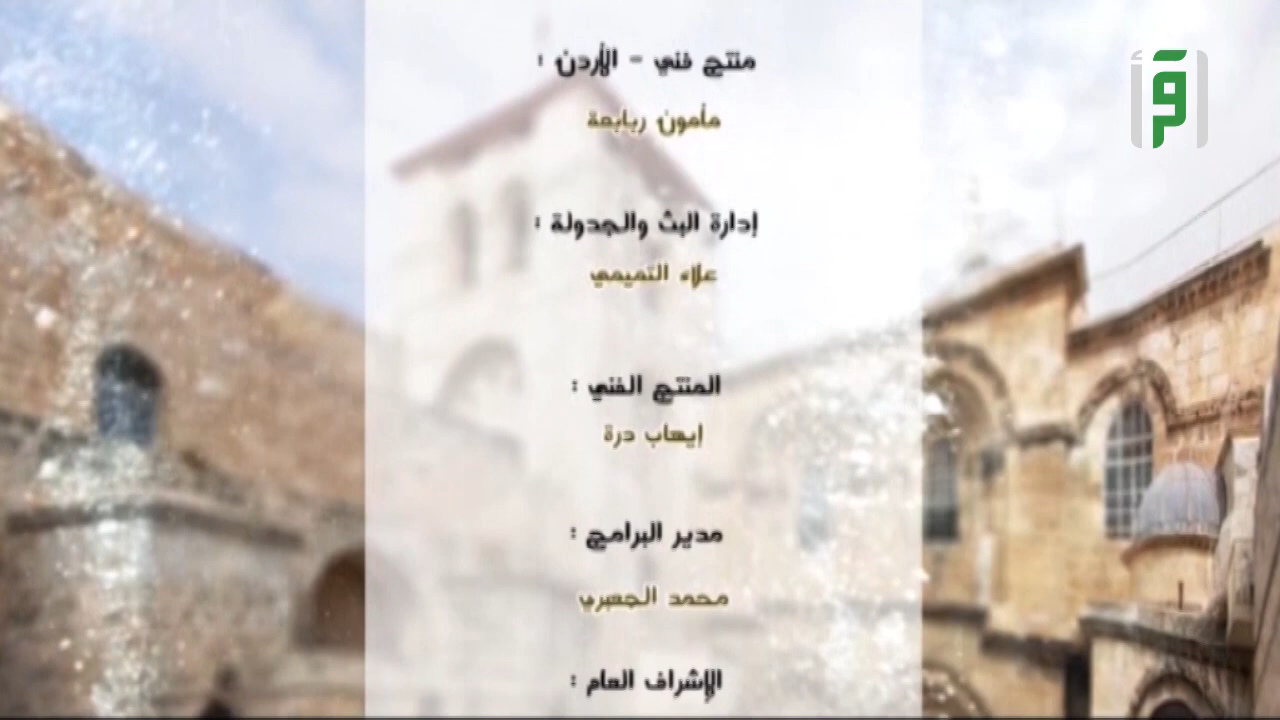 اقرأ
منتج فني - الأردن :
مأمون ربابعة
إدارة البث والجدولة :
علاء التميمي
المنتج الفني :
إيهاب درة
مدير البرامج :
محمد الجعبري
الإشراف العام :